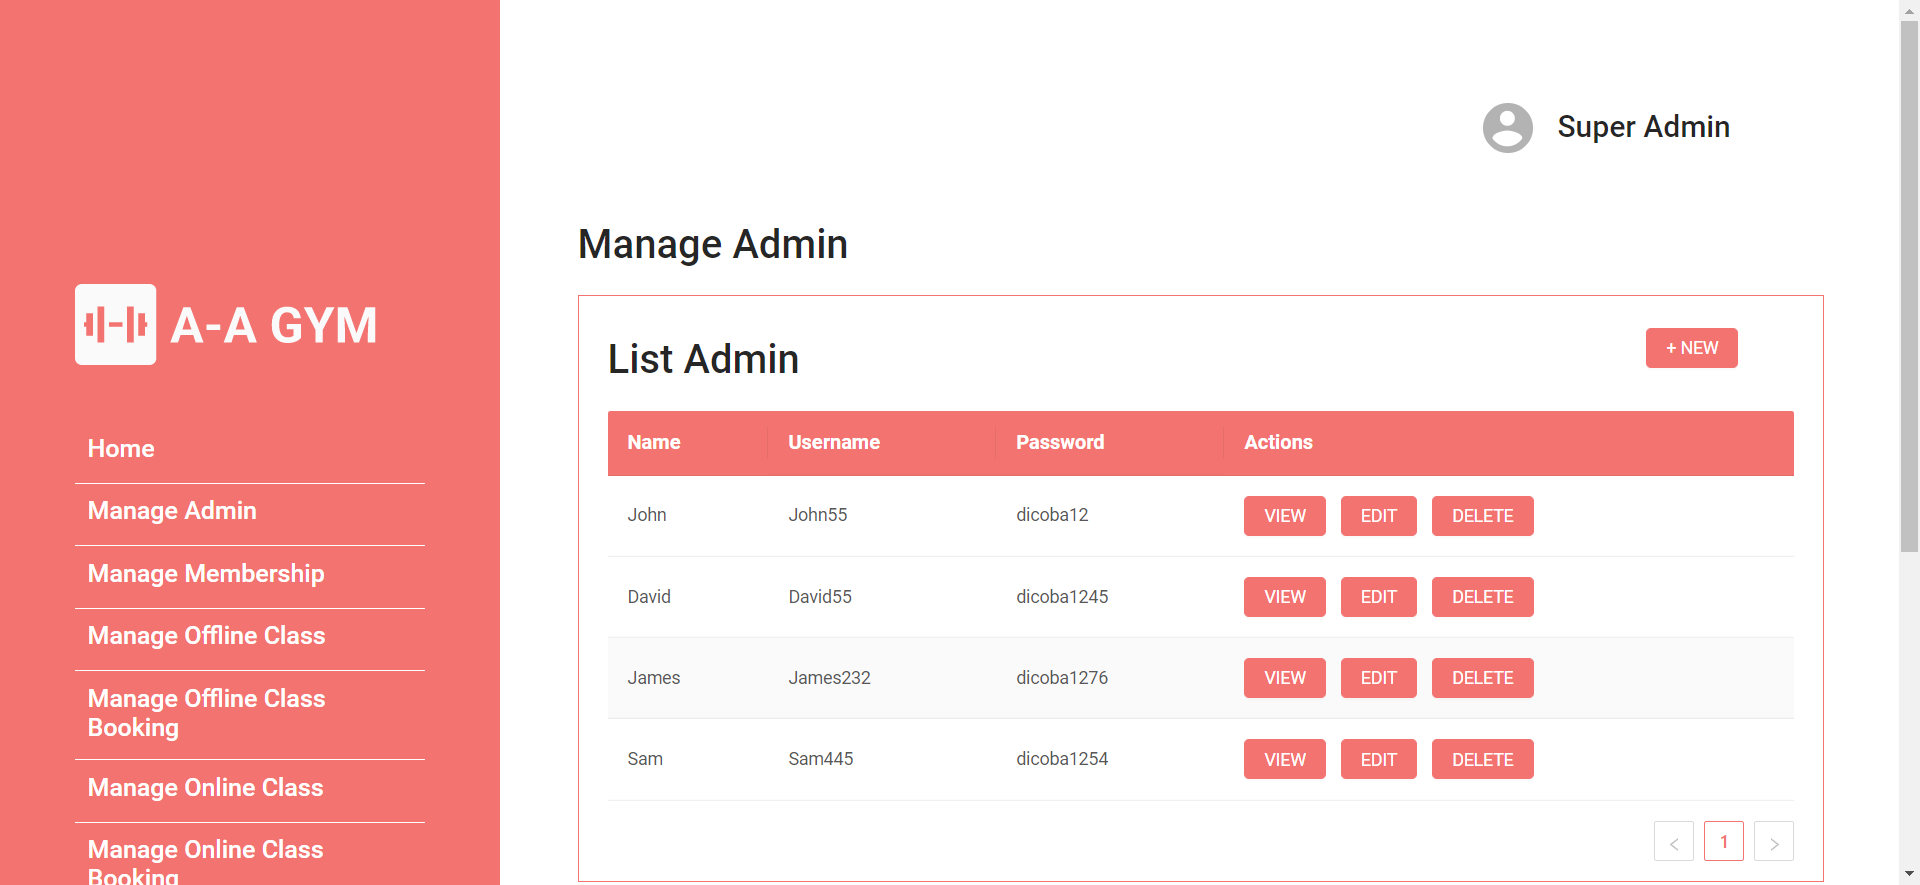 A-A GYM
Home
Manage Admin
Manage Membership
Manage Offline Class
Manage Offline Class
Booking
Manage Online Class
Manage Online Class
Booking
Super Admin
Manage Admin
List Admin
+ NEW
Name Username Password Actions
John John55 dicoba12 VIEW EDIT DELETE
David David55 dicoba1245 VIEW EDIT DELETE
James James232 dicoba1276 VIEW EDIT DELETE
Sam Sam445 dicoba1254 VIEW EDIT DELETE
< 1 >